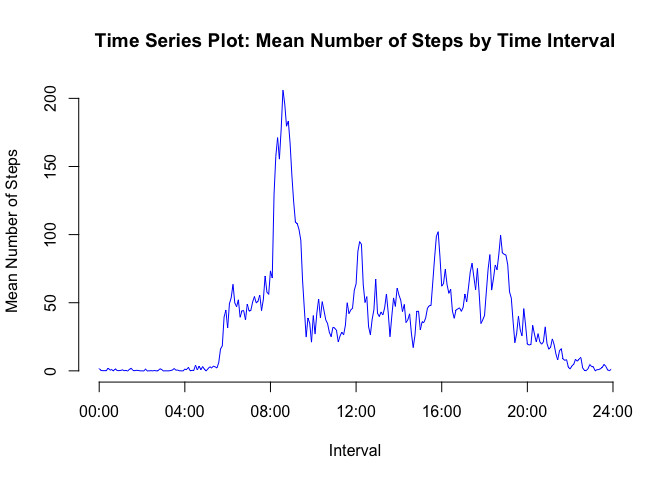 Time Series Plot: Mean Number of Steps by Time Interval
Mean Number of Steps
200
150
100
50
0
00:00 04:00 08:00 12:00 16:00 20:00 24:00
Interval